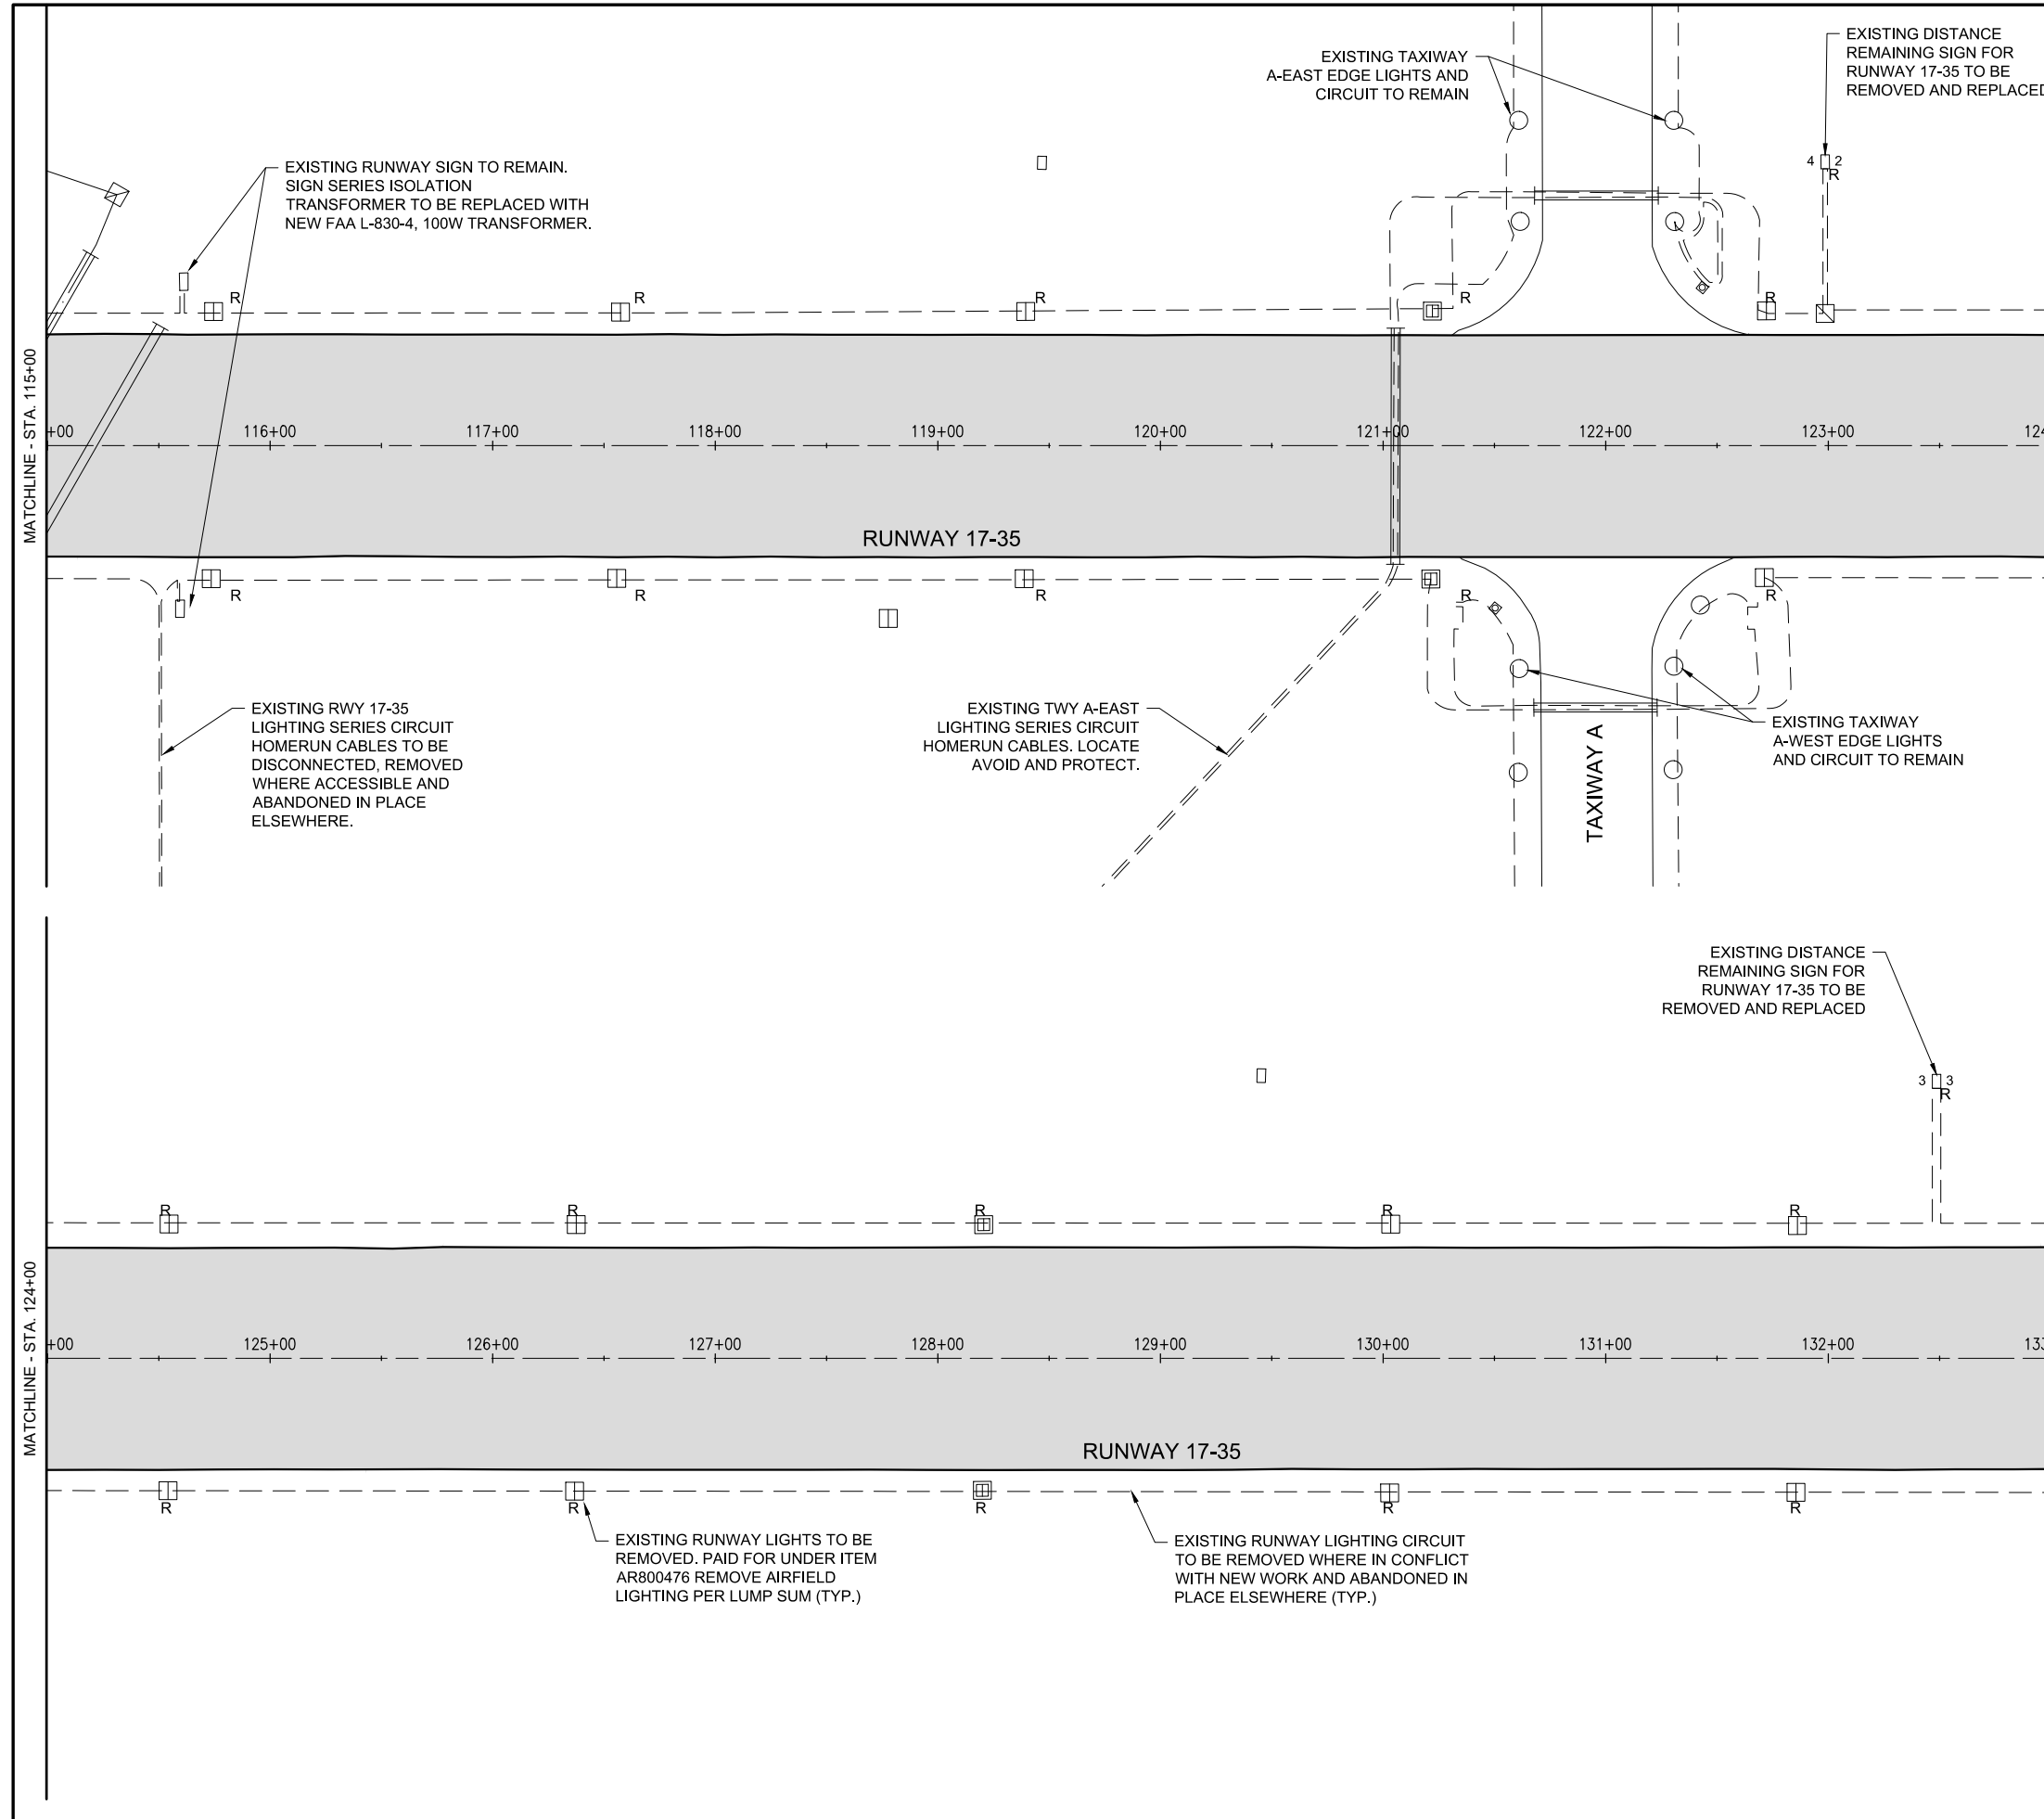 EXISTING TAXIWAY
A-EAST EDGE LIGHTS AND
CIRCUIT TO REMAIN
EXISTING DISTANCE
REMAINING SIGN FOR
RUNWAY 17-35 TO BE
REMOVED AND REPLACED
4 2
R
EXISTING RUNWAY SIGN TO REMAIN.
SIGN SERIES ISOLATION
TRANSFORMER TO BE REPLACED WITH
NEW FAA L-830-4, 100W TRANSFORMER.
R R R R R
MATCHLINE - STA. 115+00
+00 116+00 117+00 118+00 119+00 120+00 121+00 122+00 123+00 124
RUNWAY 17-35
R R R R R
EXISTING RWY 17-35
LIGHTING SERIES CIRCUIT
HOMERUN CABLES TO BE
DISCONNECTED, REMOVED
WHERE ACCESSIBLE AND
ABANDONED IN PLACE
ELSEWHERE.
EXISTING TWY A-EAST
LIGHTING SERIES CIRCUIT
HOMERUN CABLES. LOCATE
AVOID AND PROTECT.
TAXIWAY A
EXISTING TAXIWAY
A-WEST EDGE LIGHTS
AND CIRCUIT TO REMAIN
EXISTING DISTANCE
REMAINING SIGN FOR
RUNWAY 17-35 TO BE
REMOVED AND REPLACED
3 3
R
R R R R R
MATCHLINE - STA. 124+00
+00 125+00 126+00 127+00 128+00 129+00 130+00 131+00 132+00 133
RUNWAY 17-35
R R R R R
EXISTING RUNWAY LIGHTS TO BE
REMOVED. PAID FOR UNDER ITEM
AR800476 REMOVE AIRFIELD
LIGHTING PER LUMP SUM (TYP.)
EXISTING RUNWAY LIGHTING CIRCUIT
TO BE REMOVED WHERE IN CONFLICT
WITH NEW WORK AND ABANDONED IN
PLACE ELSEWHERE (TYP.)